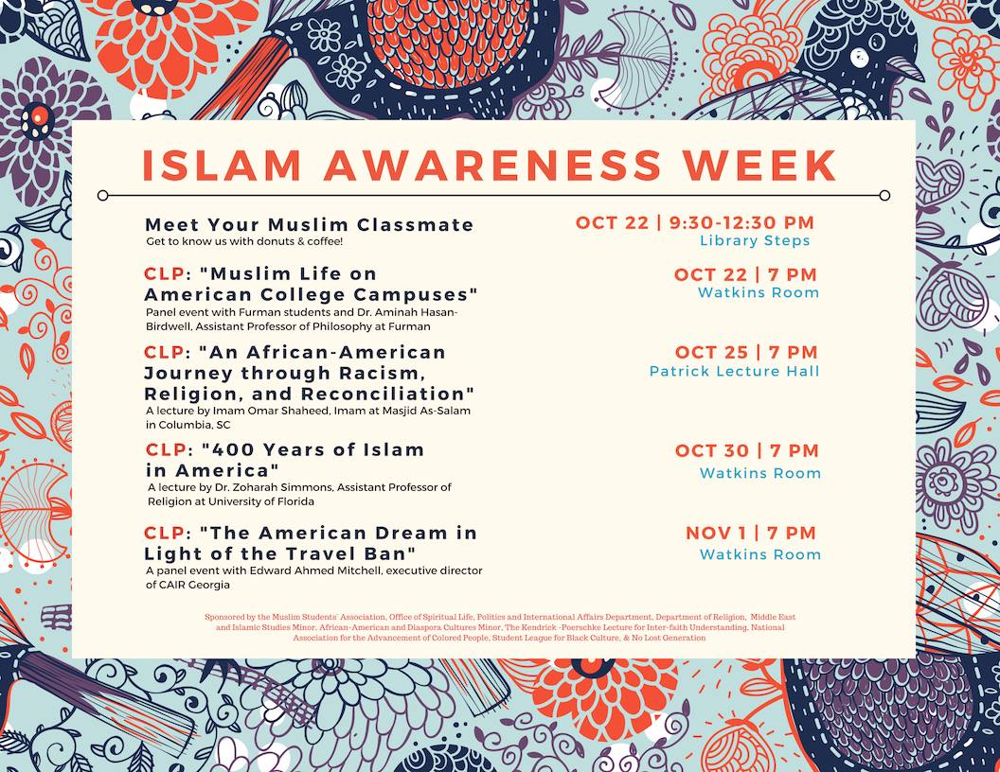 ISLAM AWARENESS WEEK
Meet Your Muslim Classmate
Get to know us with donuts & coffee!
OCT 22 | 9:30-12:30 PM
Library Steps
CLP: "Muslim Life on
American College Campuses"
Panel event with Furman students and Dr. Aminah Hasan-
Birdwell, Assistant Professor of Philosophy at Furman
OCT 22 | 7 PM
Watkins Room
CLP: "An African-American
Journey through Racism,
Religion, and Reconciliation"
A lecture by Imam Omar Shaheed, Imam at Masjid As-Salam
in Columbia, SC
OCT 25 | 7 PM
Patrick Lecture Hall
CLP: "400 Years of Islam
in America"
A lecture by Dr. Zoharah Simmons, Assistant Professor of
Religion at University of Florida
OCT 30 | 7 PM
Watkins Room
CLP: "The American Dream in
Light of the Travel Ban"
A panel event with Edward Ahmed Mitchell, executive director
of CAIR Georgia
NOV 1 | 7 PM
Watkins Room
Sponsored by the Muslim Students' Association, Office of Spiritual Life, Politics and International Affairs Department, Department of Religion, Middle East
and Islamic Studies Minor, African-American and Diaspora Cultures Minor, The Kendrick -Poerschke Lecture for Inter-faith Understanding, National
Association for the Advancement of Colored People, Student League for Black Culture, & No Lost Generation